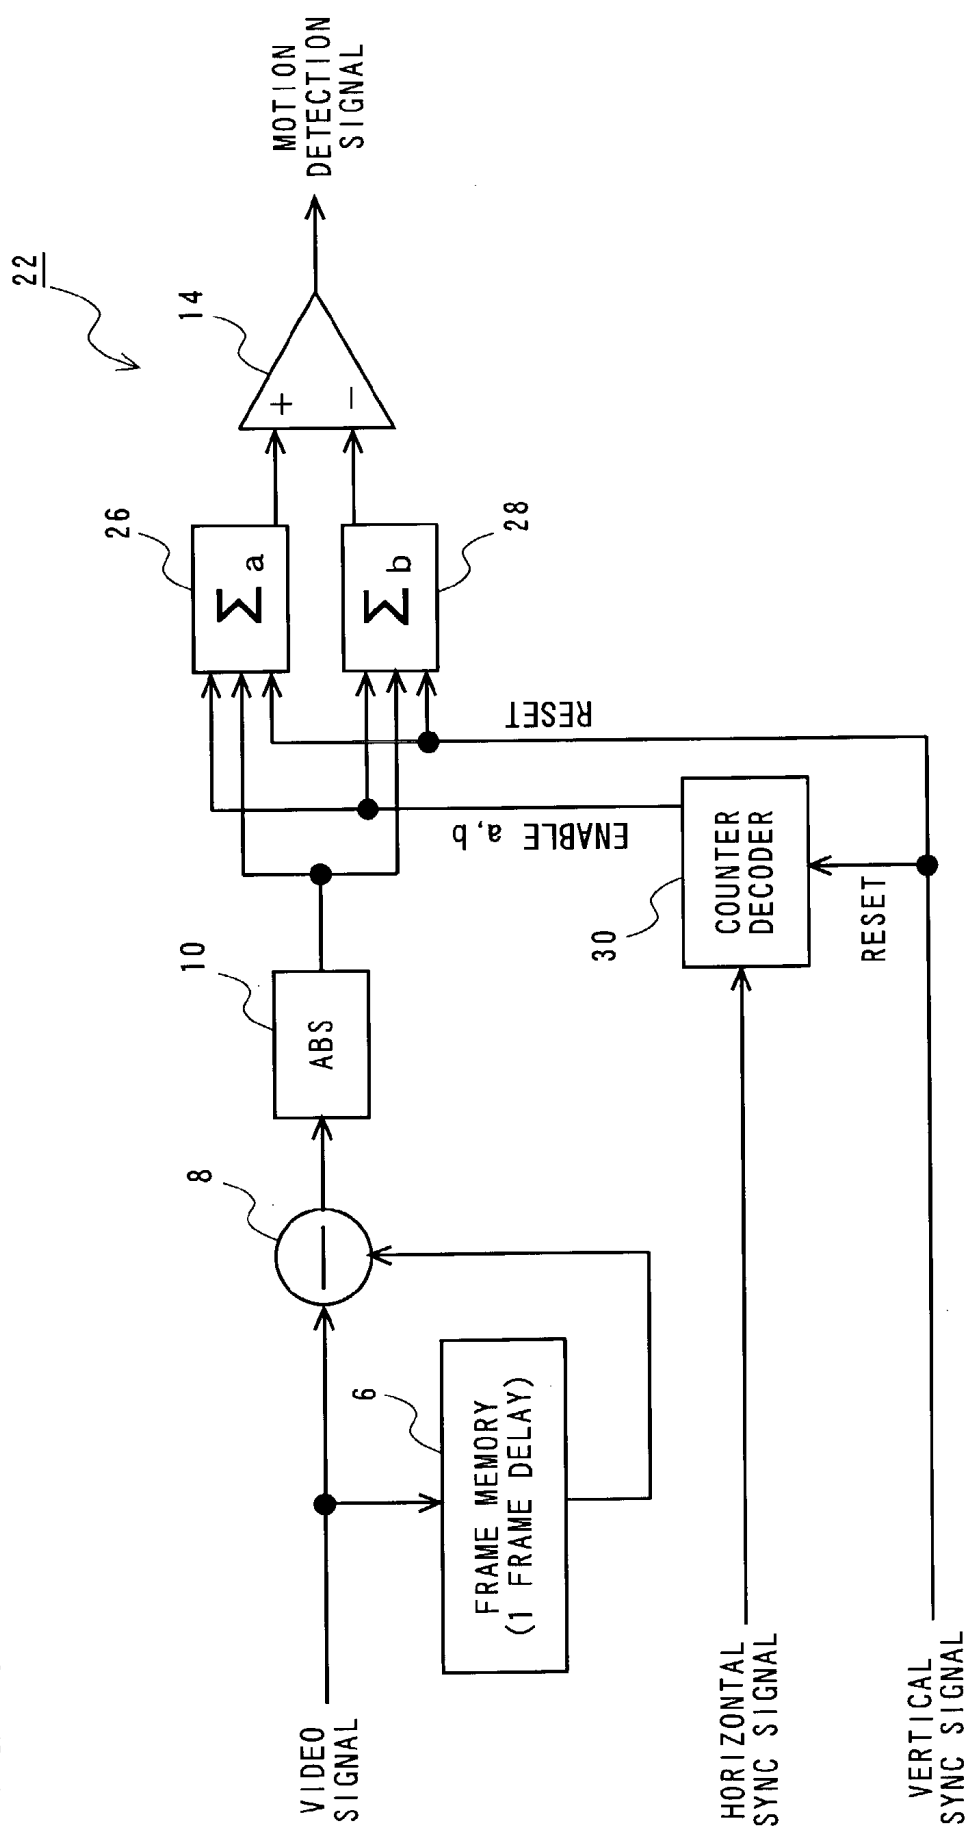 22
MOTION
DETECTION
SIGNAL
14
+
−
26
Σa
28
Σb
RESET
ENABLE a,b
10
ABS
30
COUNTER
DECODER
RESET
8
—
6
FRAME MEMORY
(1 FRAME DELAY)
VIDEO
SIGNAL
HORIZONTAL
SYNC SIGNAL
VERTICAL
SYNC SIGNAL